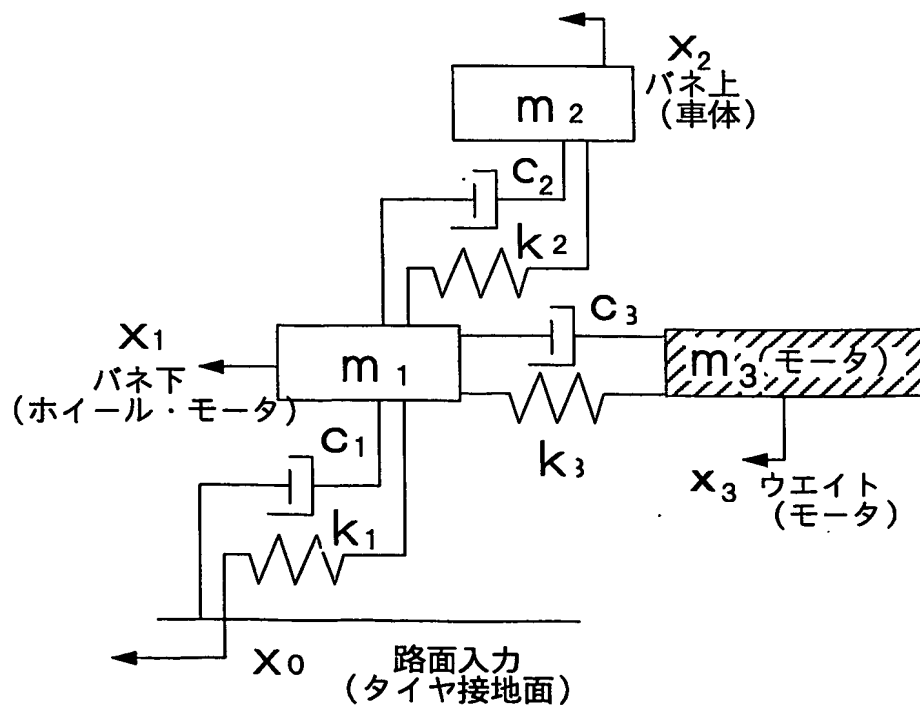 x₂
バネ上
(車体)
m₂
c₂
k₂
c₃
x₁
バネ下
(ホイール・モータ)
m₁
m₃(モータ)
k₃
x₃ ウエイト
(モータ)
c₁
k₁
x₀ 路面入力
(タイヤ接地面)